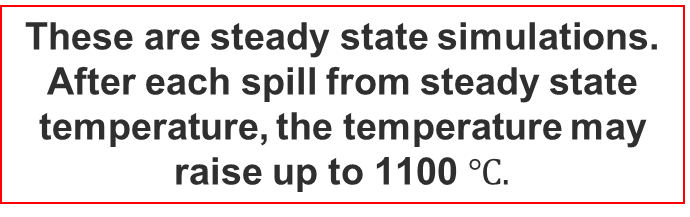 These are steady state simulations.
After each spill from steady state
temperature, the temperature may
raise up to 1100 ℃.